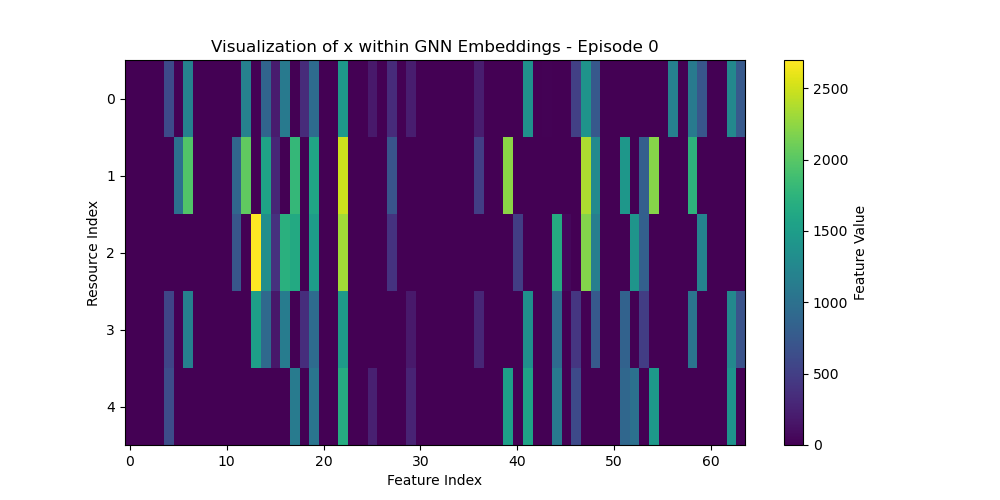 Visualization of x within GNN Embeddings - Episode 0
Resource Index
0
1
2
3
4
0 10 20 30 40 50 60
Feature Index
2500
2000
1500
1000
500
0
Feature Value